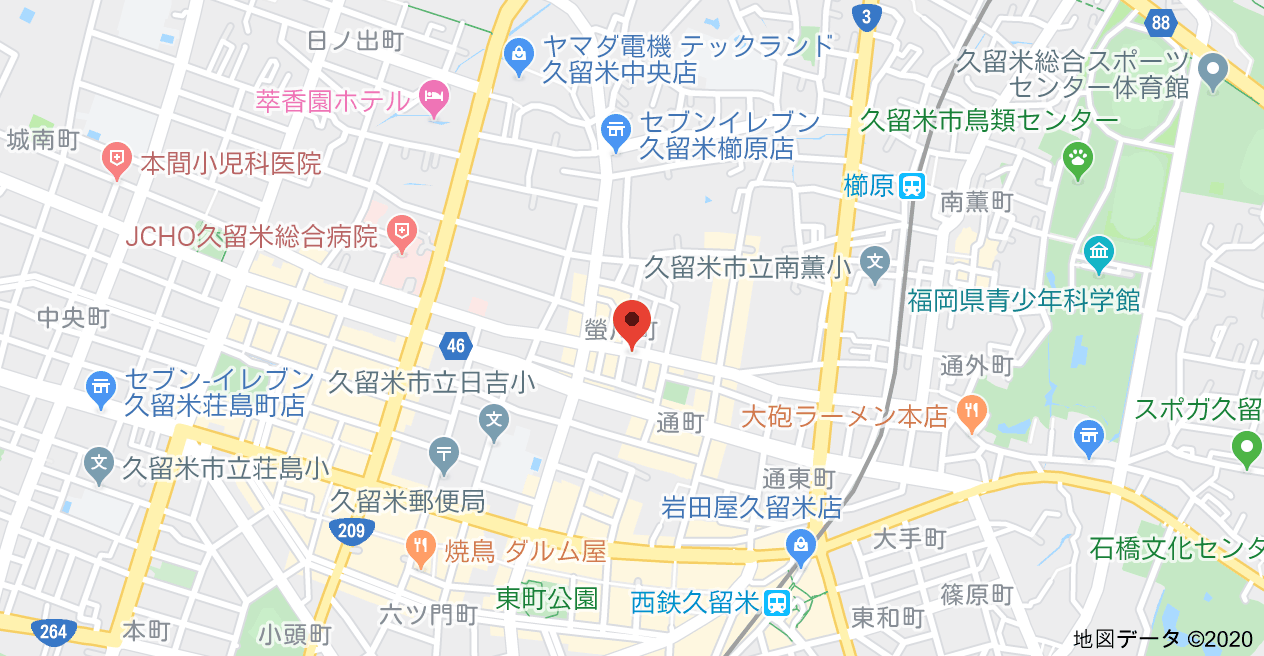 3
88
日ノ出町
ヤマダ電機 テックランド
久留米中央店
久留米総合スポーツ
センター体育館
萃香園ホテル
セブンイレブン
久留米櫛原店
久留米市鳥類センター
城南町
本間小児科医院
櫛原
南薫町
JCHO久留米総合病院
久留米市立南薫小
文
福岡県青少年科学館
中央町
46
通外町
セブン-イレブン
久留米荘島町店
久留米市立日吉小
文
通町
大砲ラーメン本店
スポガ久留
文
久留米市立荘島小
〒
久留米郵便局
通東町
岩田屋久留米店
209
焼鳥 ダルム屋
大手町
石橋文化センタ
東町公園
西鉄久留米
篠原町
六ツ門町
東和町
264
本町
小頭町
地図データ ©2020